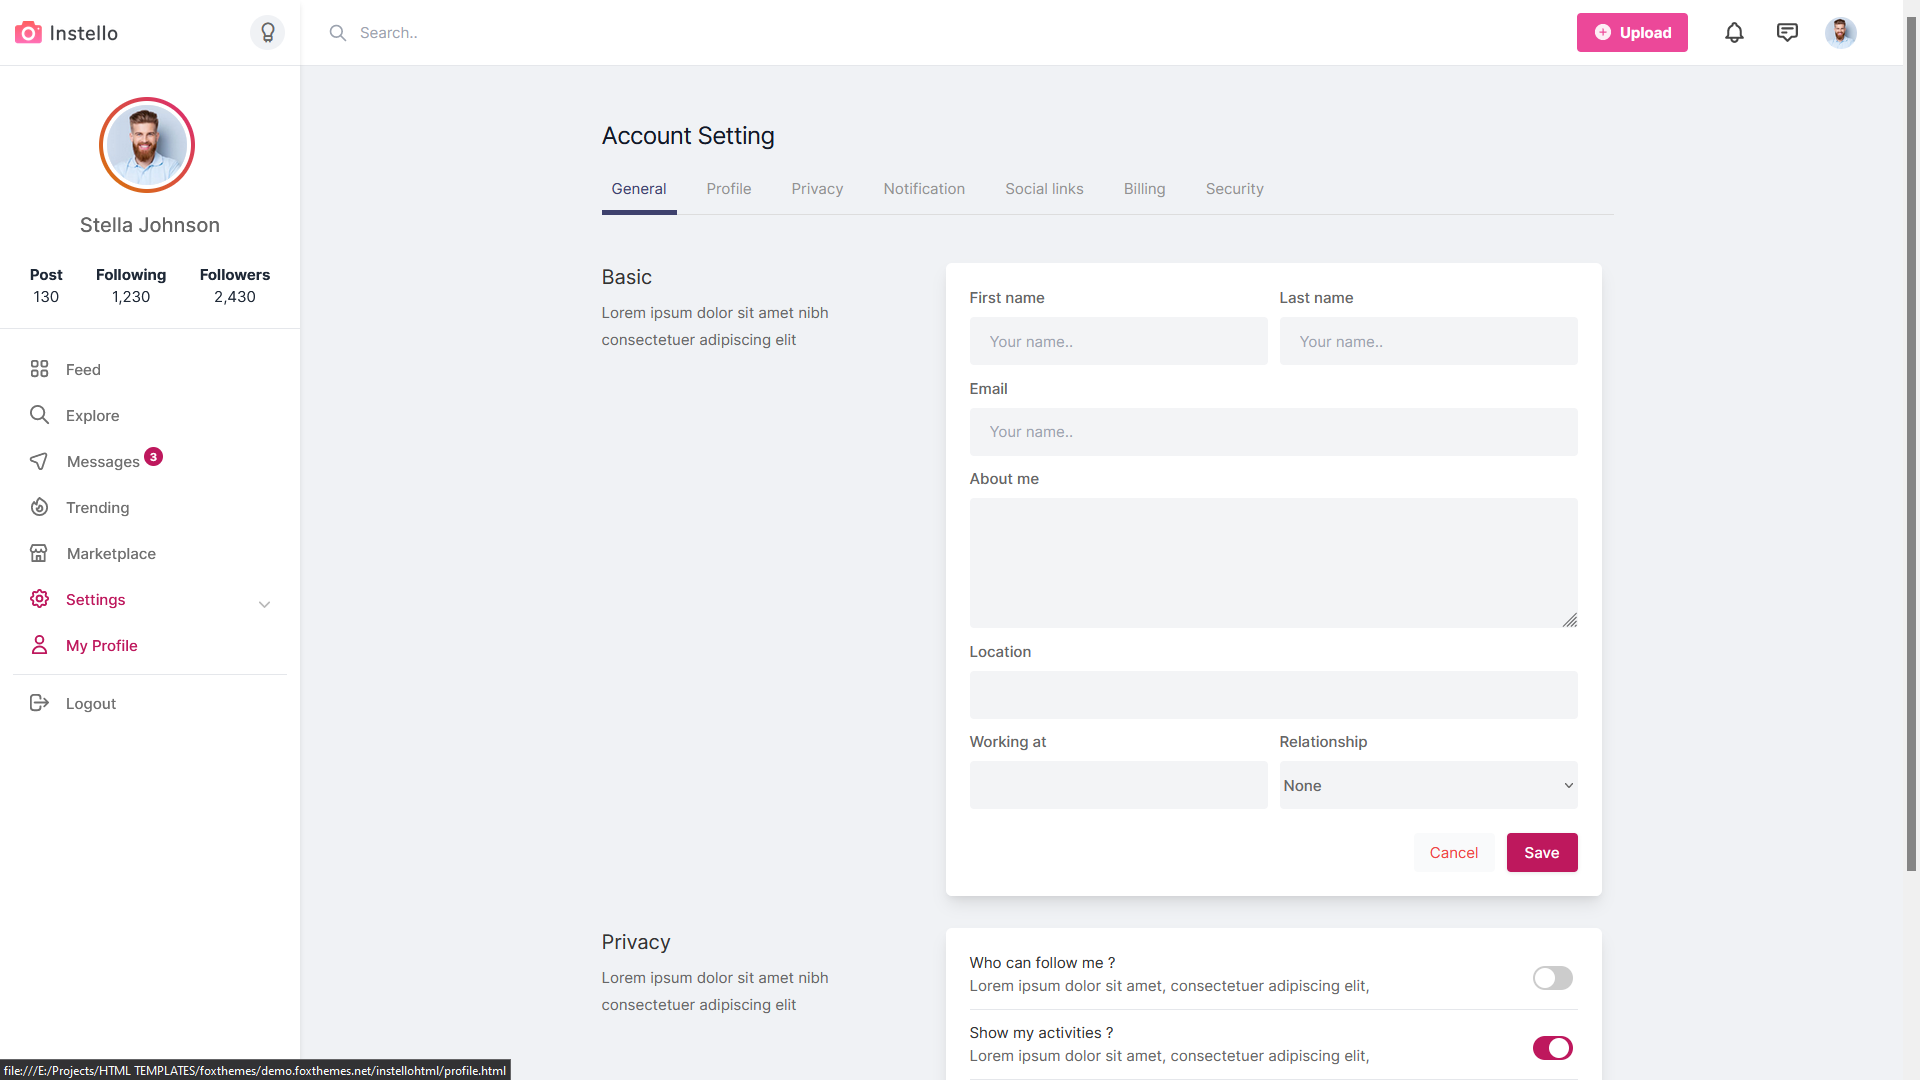 Instello
Search..
Upload
Stella Johnson
Post Following Followers
130 1,230 2,430
Feed
Explore
Messages 3
Trending
Marketplace
Settings
My Profile
Logout
Account Setting
General Profile Privacy Notification Social links Billing Security
Basic
Lorem ipsum dolor sit amet nibh
consectetuer adipiscing elit
First name Last name
Your name.. Your name..
Email
Your name..
About me
Location
Working at Relationship
None
Cancel Save
Privacy
Lorem ipsum dolor sit amet nibh
consectetuer adipiscing elit
Who can follow me ?
Lorem ipsum dolor sit amet, consectetuer adipiscing elit,
Show my activities ?
Lorem ipsum dolor sit amet, consectetuer adipiscing elit,
file:///E:/Projects/HTML TEMPLATES/foxthemes/demo.foxthemes.net/instellohtml/profile.html